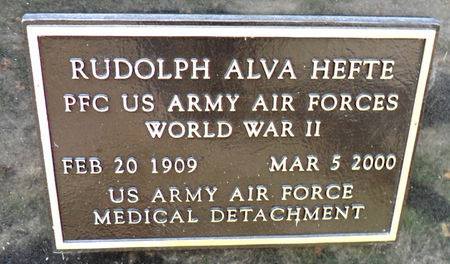 RUDOLPH ALVA HEFTE
PFC US ARMY AIR FORCES
WORLD WAR II
FEB 20 1909 MAR 5 2000
US ARMY AIR FORCE
MEDICAL DETACHMENT